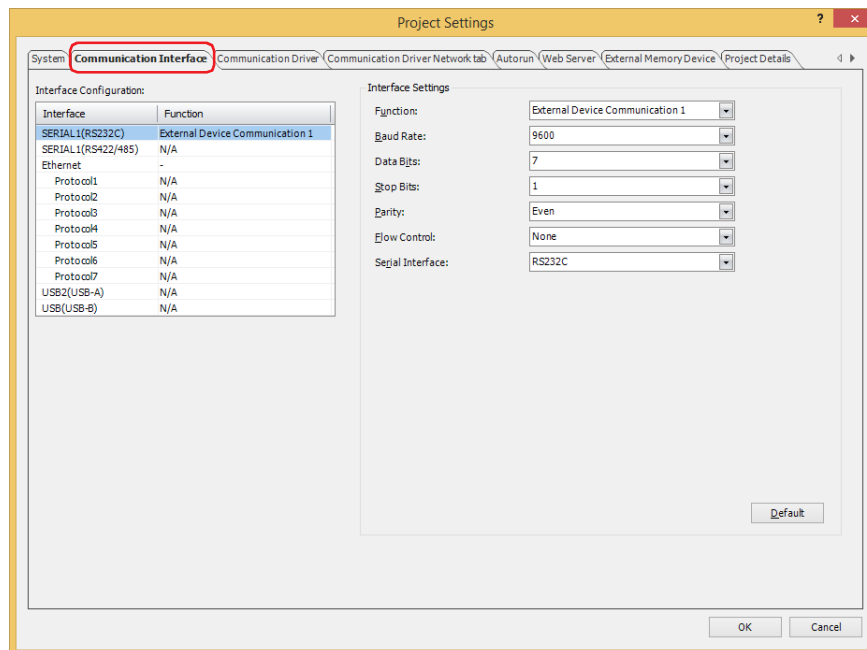 Project Settings
?
×
System Communication Interface Communication Driver Communication Driver Network tab Autorun Web Server External Memory Device Project Details
Interface Configuration:
Interface Function
SERIAL1(RS232C) External Device Communication 1
SERIAL1(RS422/485) N/A
Ethernet -
Protocol1 N/A
Protocol2 N/A
Protocol3 N/A
Protocol4 N/A
Protocol5 N/A
Protocol6 N/A
Protocol7 N/A
USB2(USB-A) N/A
USB(USB-B) N/A
Interface Settings
Function: External Device Communication 1
Baud Rate: 9600
Data Bits: 7
Stop Bits: 1
Parity: Even
Flow Control: None
Serial Interface: RS232C
Default
OK Cancel